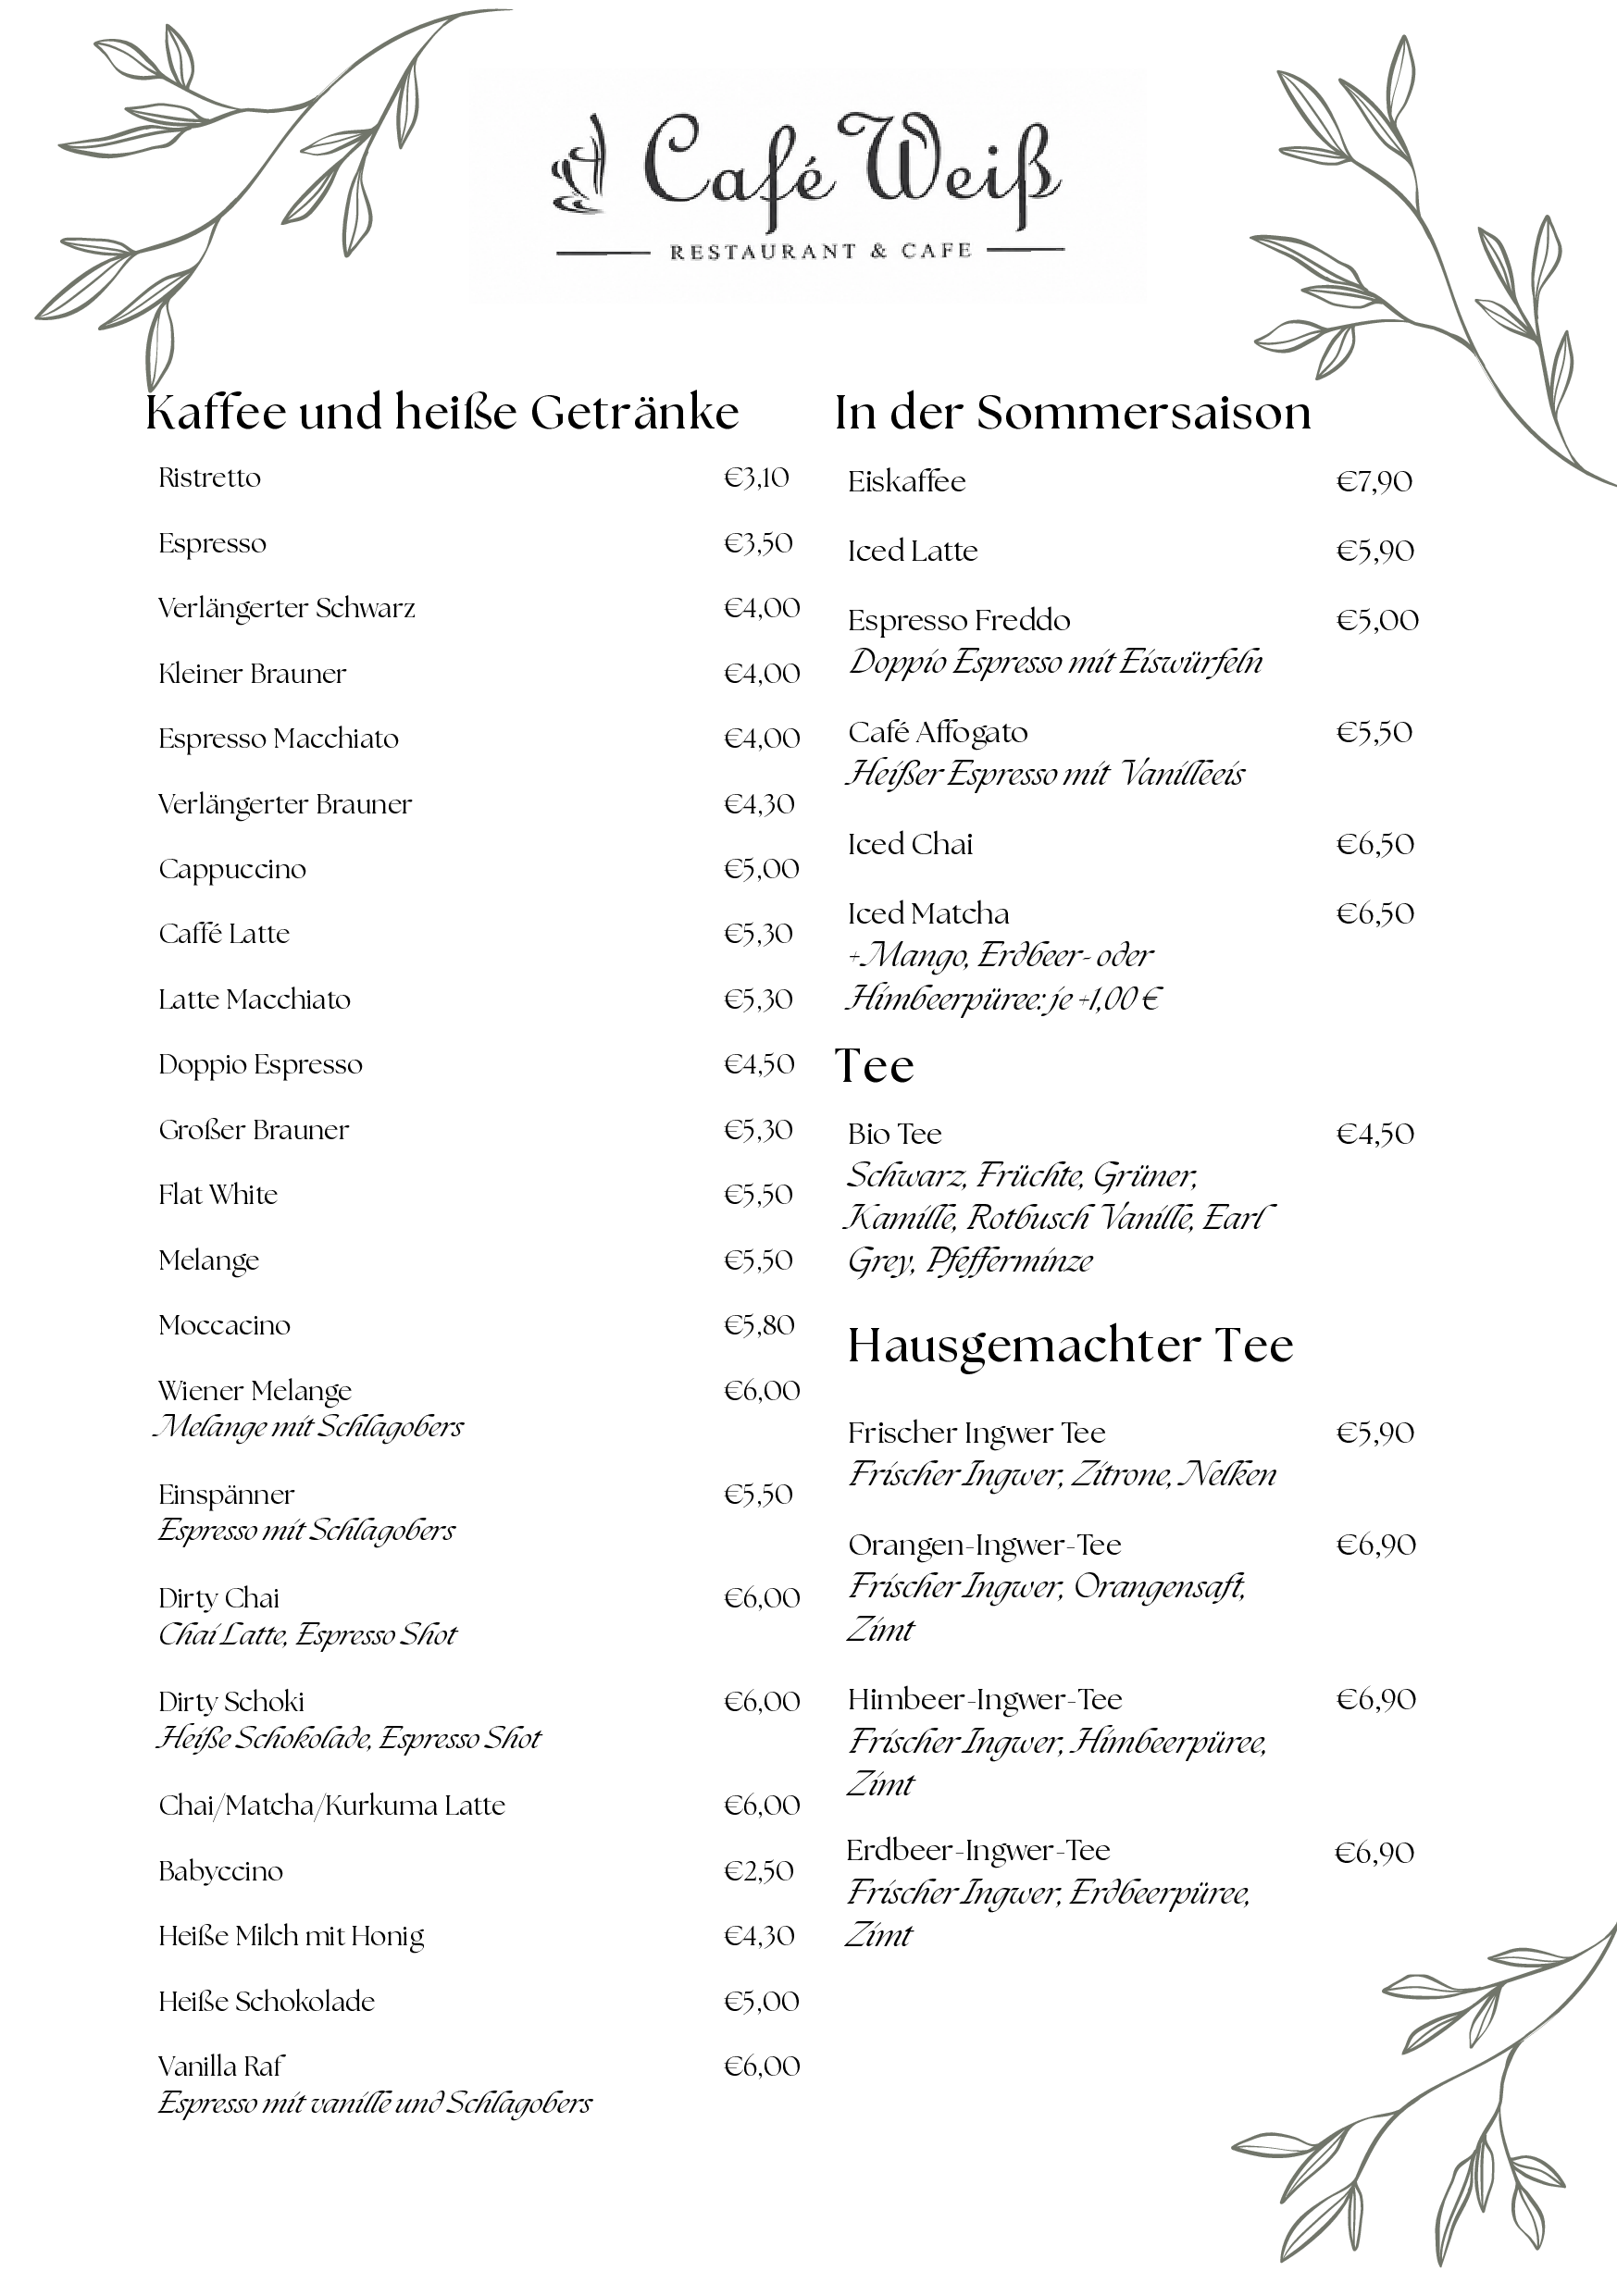 Café Weiß
RESTAURANT & CAFE
Kaffee und heiße Getränke
Ristretto €3,10
Espresso €3,50
Verlängerter Schwarz €4,00
Kleiner Brauner €4,00
Espresso Macchiato €4,00
Verlängerter Brauner €4,30
Cappuccino €5,00
Caffé Latte €5,30
Latte Macchiato €5,30
Doppio Espresso €4,50
Großer Brauner €5,30
Flat White €5,50
Melange €5,50
Moccacino €5,80
Wiener Melange €6,00
Melange mit Schlagobers
Einspänner €5,50
Espresso mit Schlagobers
Dirty Chai €6,00
Chai Latte, Espresso Shot
Dirty Schoki €6,00
Heiße Schokolade, Espresso Shot
Chai/Matcha/Kurkuma Latte €6,00
Babyccino €2,50
Heiße Milch mit Honig €4,30
Heiße Schokolade €5,00
Vanilla Raf €6,00
Espresso mit vanille und Schlagobers
In der Sommersaison
Eiskaffee €7,90
Iced Latte €5,90
Espresso Freddo €5,00
Doppio Espresso mit Eiswürfeln
Café Affogato €5,50
Heißer Espresso mit Vanilleeis
Iced Chai €6,50
Iced Matcha €6,50
+Mango, Erdbeer- oder
Himbeerpüree: je +1,00 €
Tee
Bio Tee €4,50
Schwarz, Früchte, Grüner,
Kamille, Rotbusch Vanille, Earl
Grey, Pfefferminze
Hausgemachter Tee
Frischer Ingwer Tee €5,90
Frischer Ingwer, Zitrone, Nelken
Orangen-Ingwer-Tee €6,90
Frischer Ingwer, Orangensaft,
Zimt
Himbeer-Ingwer-Tee €6,90
Frischer Ingwer, Himbeerpüree,
Zimt
Erdbeer-Ingwer-Tee €6,90
Frischer Ingwer, Erdbeerpüree,
Zimt